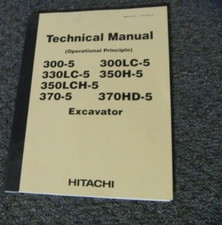 Technical Manual
(Operational Principle)
300-5 300LC-5
330LC-5 350H-5
350LCH-5
370-5 370HD-5
Excavator
HITACHI